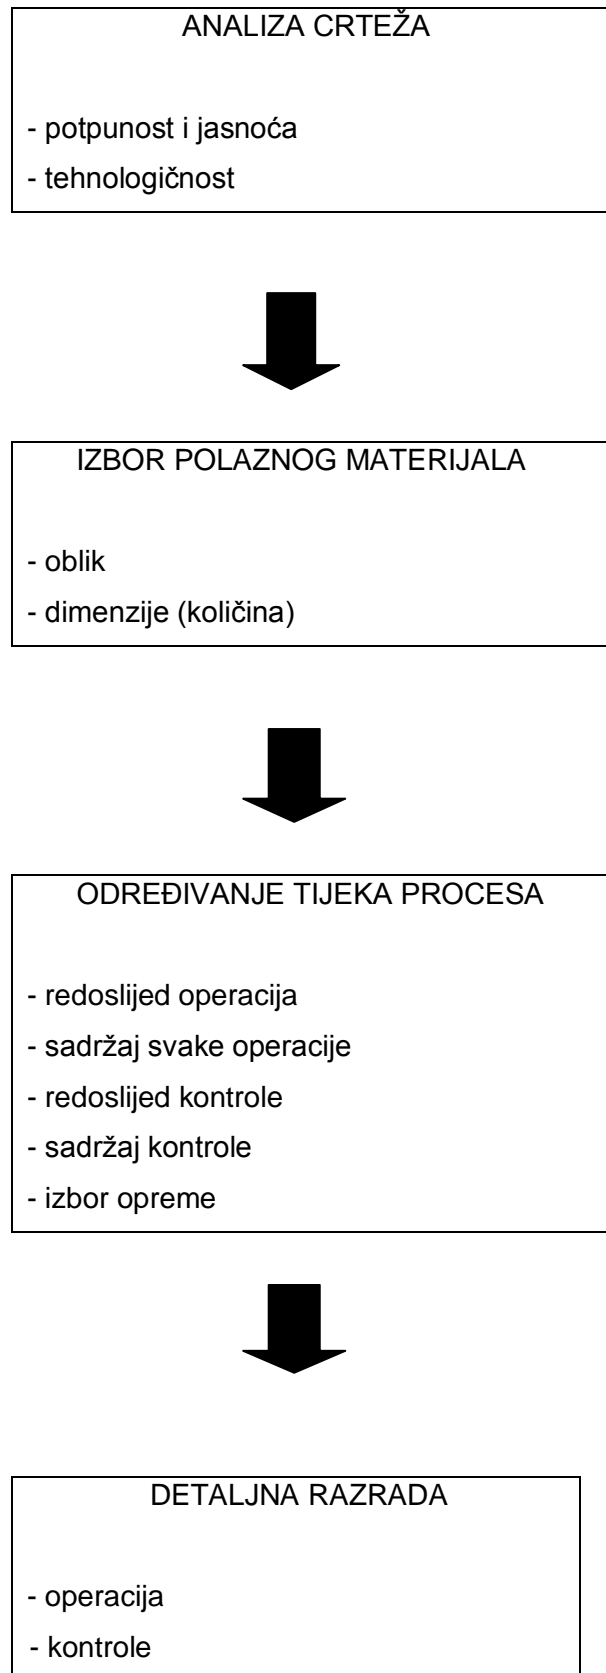 ANALIZA CRTEŽA
- potpunost i jasnoća
- tehnologičnost
IZBOR POLAZNOG MATERIJALA
- oblik
- dimenzije (količina)
ODREĐIVANJE TIJEKA PROCESA
- redoslijed operacija
- sadržaj svake operacije
- redoslijed kontrole
- sadržaj kontrole
- izbor opreme
DETALJNA RAZRADA
- operacija
- kontrole